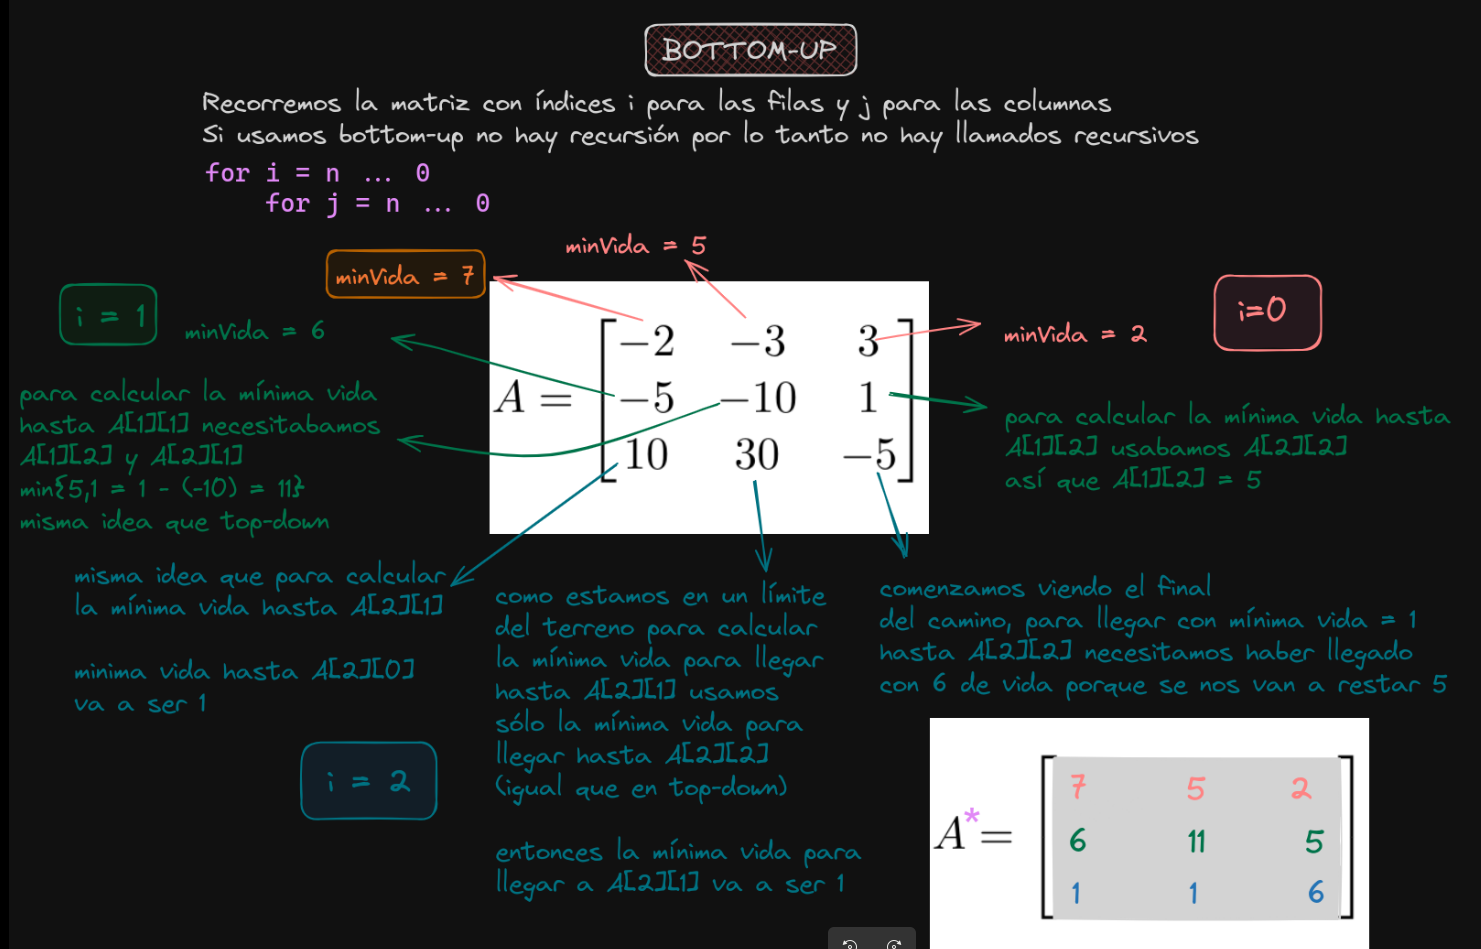 BOTTOM-UP
Recorremos la matriz con índices i para las filas y j para las columnas
Si usamos bottom-up no hay recursión por lo tanto no hay llamados recursivos
for i = n ... 0
for j = n ... 0
minVida = 5
minVida = 7
i = 1
minVida = 6
i=0
minVida = 2
A =
-2 -3 3
-5 -10 1
10 30 -5
para calcular la mínima vida
hasta A[1][1] necesitabamos
A[1][2] y A[2][1]
min{5,1 = 1 - (-10) = 11}
misma idea que top-down
para calcular la mínima vida hasta
A[1][2] usabamos A[2][2]
así que A[1][2] = 5
misma idea que para calcular
la mínima vida hasta A[2][1]
minima vida hasta A[2][0]
va a ser 1
i = 2
como estamos en un límite
del terreno para calcular
la mínima vida para llegar
hasta A[2][1] usamos
sólo la mínima vida para
llegar hasta A[2][2]
(igual que en top-down)
entonces la mínima vida para
llegar a A[2][1] va a ser 1
comenzamos viendo el final
del camino, para llegar con mínima vida = 1
hasta A[2][2] necesitamos haber llegado
con 6 de vida porque se nos van a restar 5
A* =
7 5 2
6 11 5
1 1 6